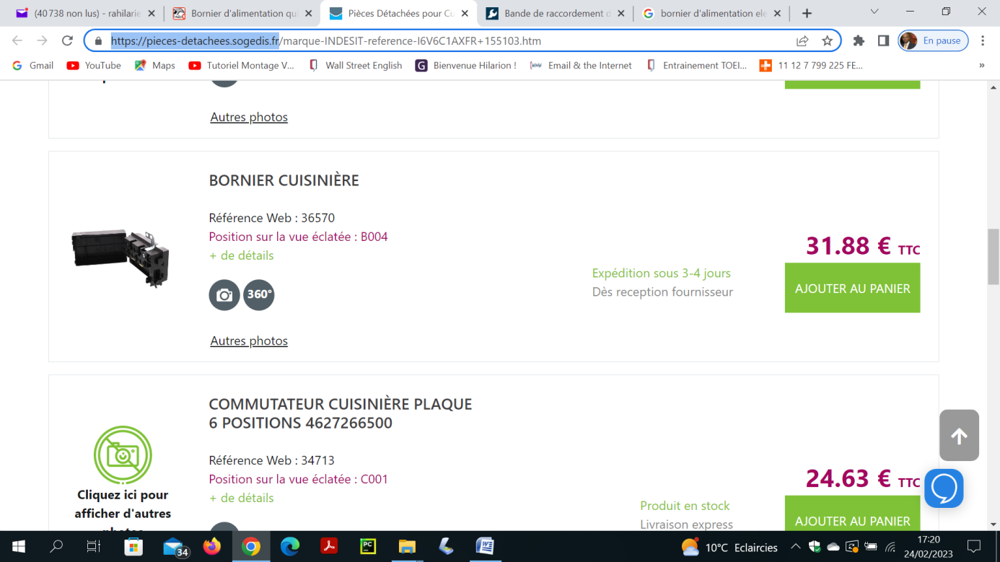 (40 738 non lus) - rahilarie
Bornier d'alimentation qu
Pièces Détachées pour Cu
Bande de raccordement d
bornier d'alimentation ele
https://pieces-detachees.sogedis.fr/marque-INDESIT-reference-I6V6C1AXFR+155103.htm
En pause
Gmail
YouTube
Maps
Tutoriel Montage V...
Wall Street English
Bienvenue Hilarion !
Email & the Internet
Entrainement TOEI...
11 12 7 799 225 FE...
»
Autres photos
BORNIER CUISINIÈRE
Référence Web : 36570
Position sur la vue éclatée : B004
+ de détails
360°
Autres photos
31.88 € TTC
Expédition sous 3-4 jours
Dès reception fournisseur
AJOUTER AU PANIER
COMMUTATEUR CUISINIÈRE PLAQUE
6 POSITIONS 4627266500
Référence Web : 34713
Position sur la vue éclatée : C001
+ de détails
Cliquez ici pour
afficher d'autres
photos
24.63 € TTC
Produit en stock
Livraison express
AJOUTER AU PANIER
34
PC
10°C Eclaircies
17:20
24/02/2023